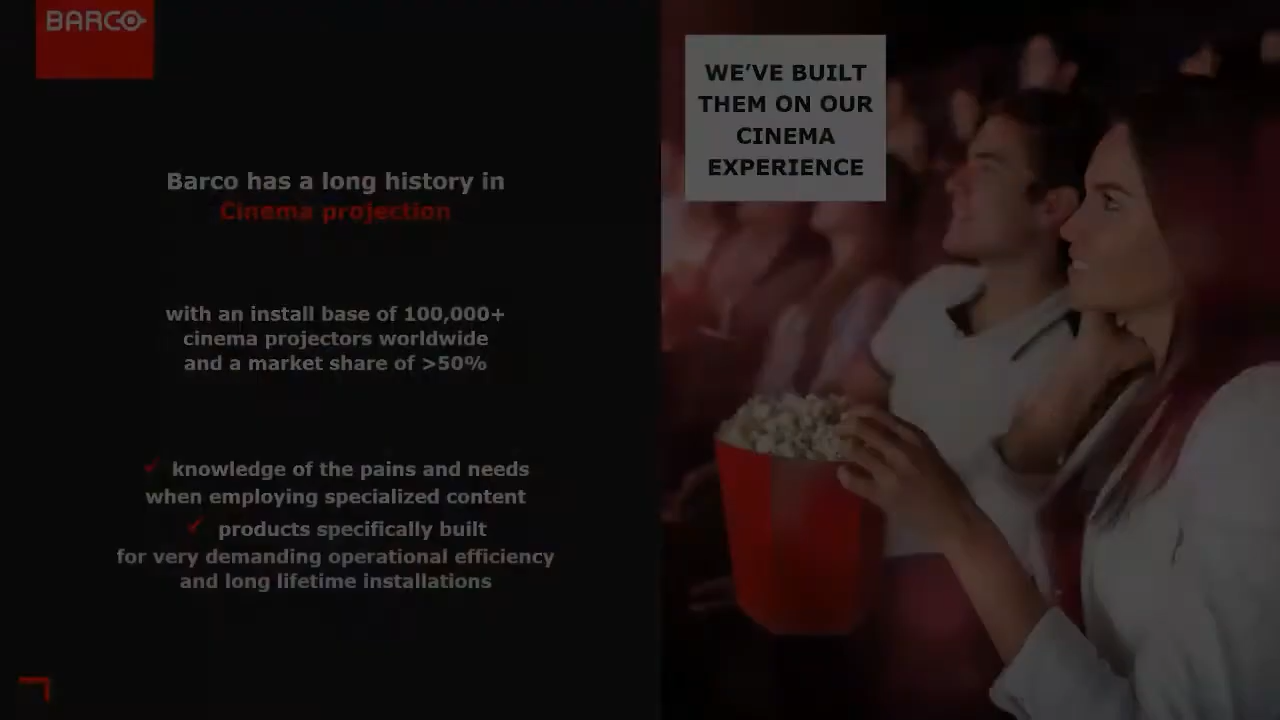 BARCO
WE'VE BUILT
THEM ON OUR
CINEMA
EXPERIENCE
Barco has a long history in
Cinema projection
with an install base of 100,000+
cinema projectors worldwide
and a market share of >50%
✓ knowledge of the pains and needs
when employing specialized content
✓ products specifically built
for very demanding operational efficiency
and long lifetime installations